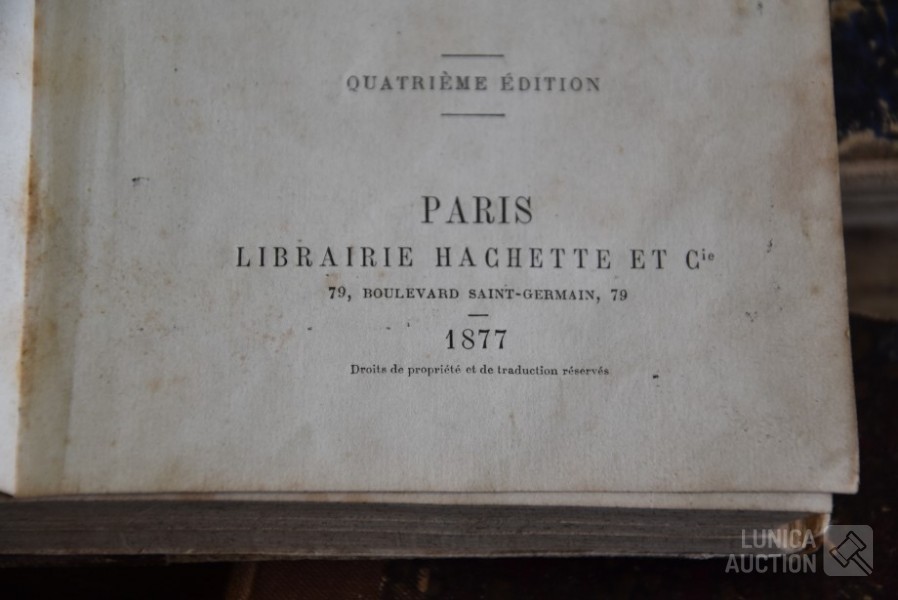 QUATRIÈME ÉDITION
PARIS
LIBRAIRIE HACHETTE ET Cie
79, BOULEVARD SAINT-GERMAIN, 79
1877
Droits de propriété et de traduction réservés
LUNICA
AUCTION